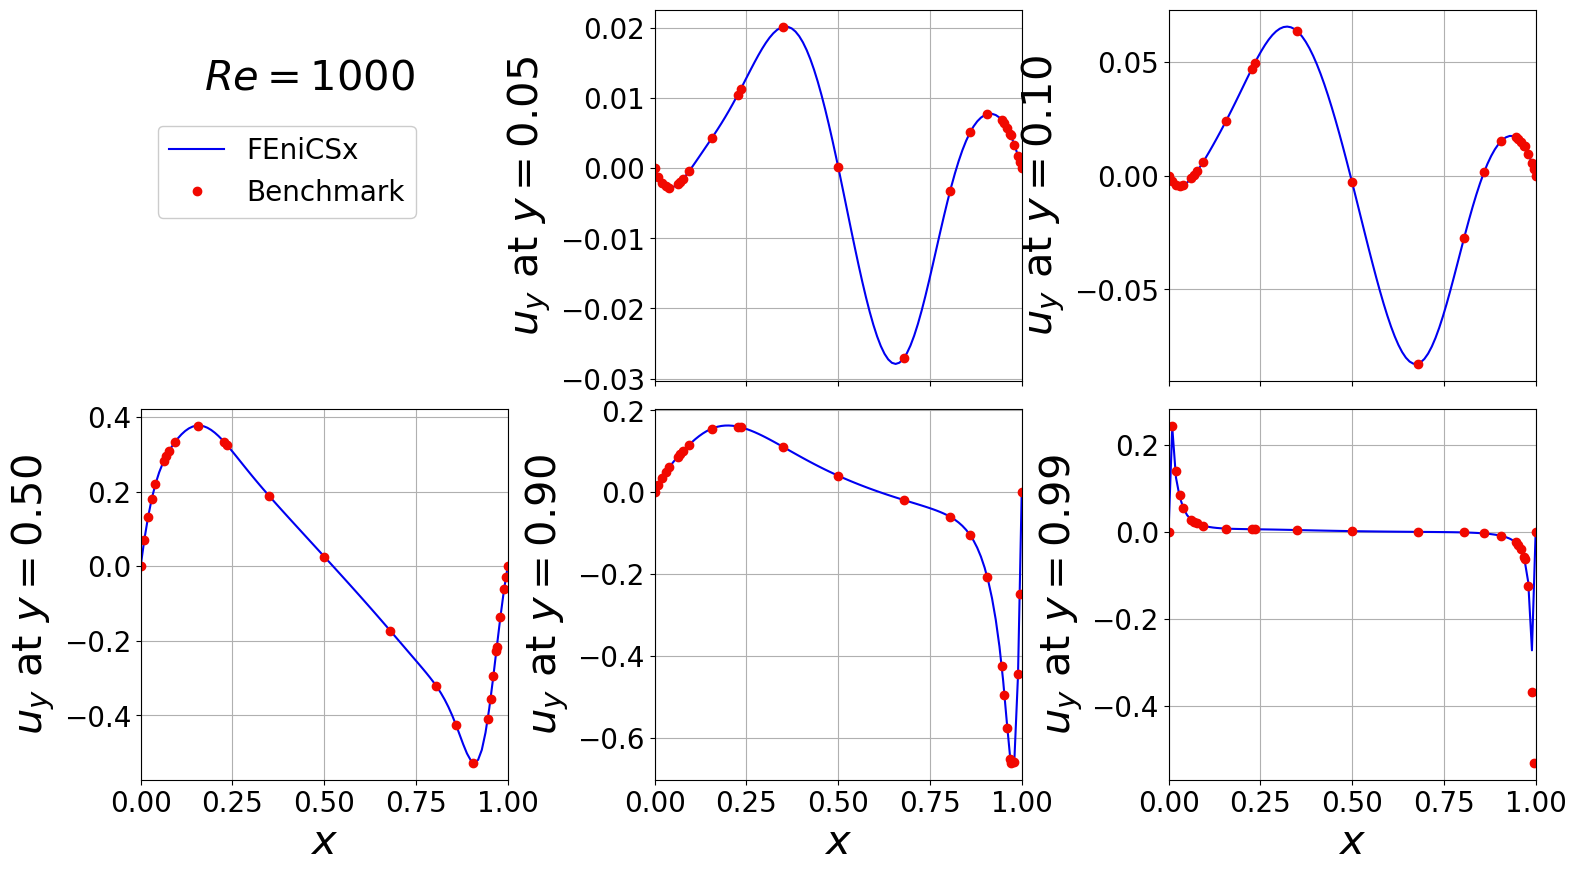 Re = 1000
FEniCSx
Benchmark
u_y at y = 0.05
0.02
0.01
0.00
−0.01
−0.02
−0.03
u_y at y = 0.10
0.05
0.00
−0.05
u_y at y = 0.50
0.4
0.2
0.0
−0.2
−0.4
0.00 0.25 0.50 0.75 1.00
x
u_y at y = 0.90
0.2
0.0
−0.2
−0.4
−0.6
0.00 0.25 0.50 0.75 1.00
x
u_y at y = 0.99
0.2
0.0
−0.2
−0.4
0.00 0.25 0.50 0.75 1.00
x